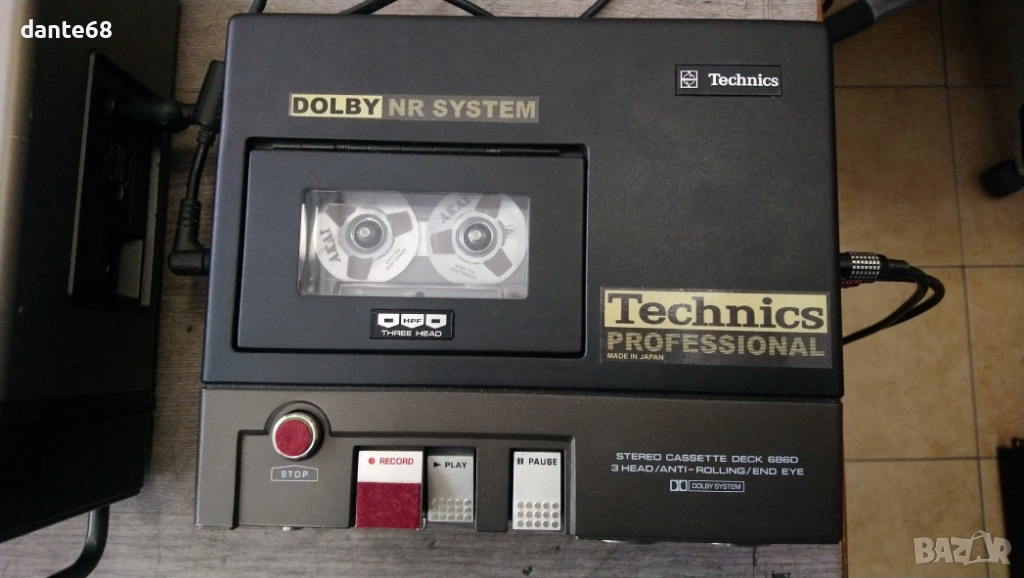 dante68
Technics
DOLBY NR SYSTEM
AKAI
AKAI
HPF
THREE HEAD
Technics
PROFESSIONAL
MADE IN JAPAN
STOP
RECORD
PLAY
PAUSE
STEREO CASSETTE DECK 686D
3 HEAD/ANTI-ROLLING/END EYE
DOLBY SYSTEM
BAZAR